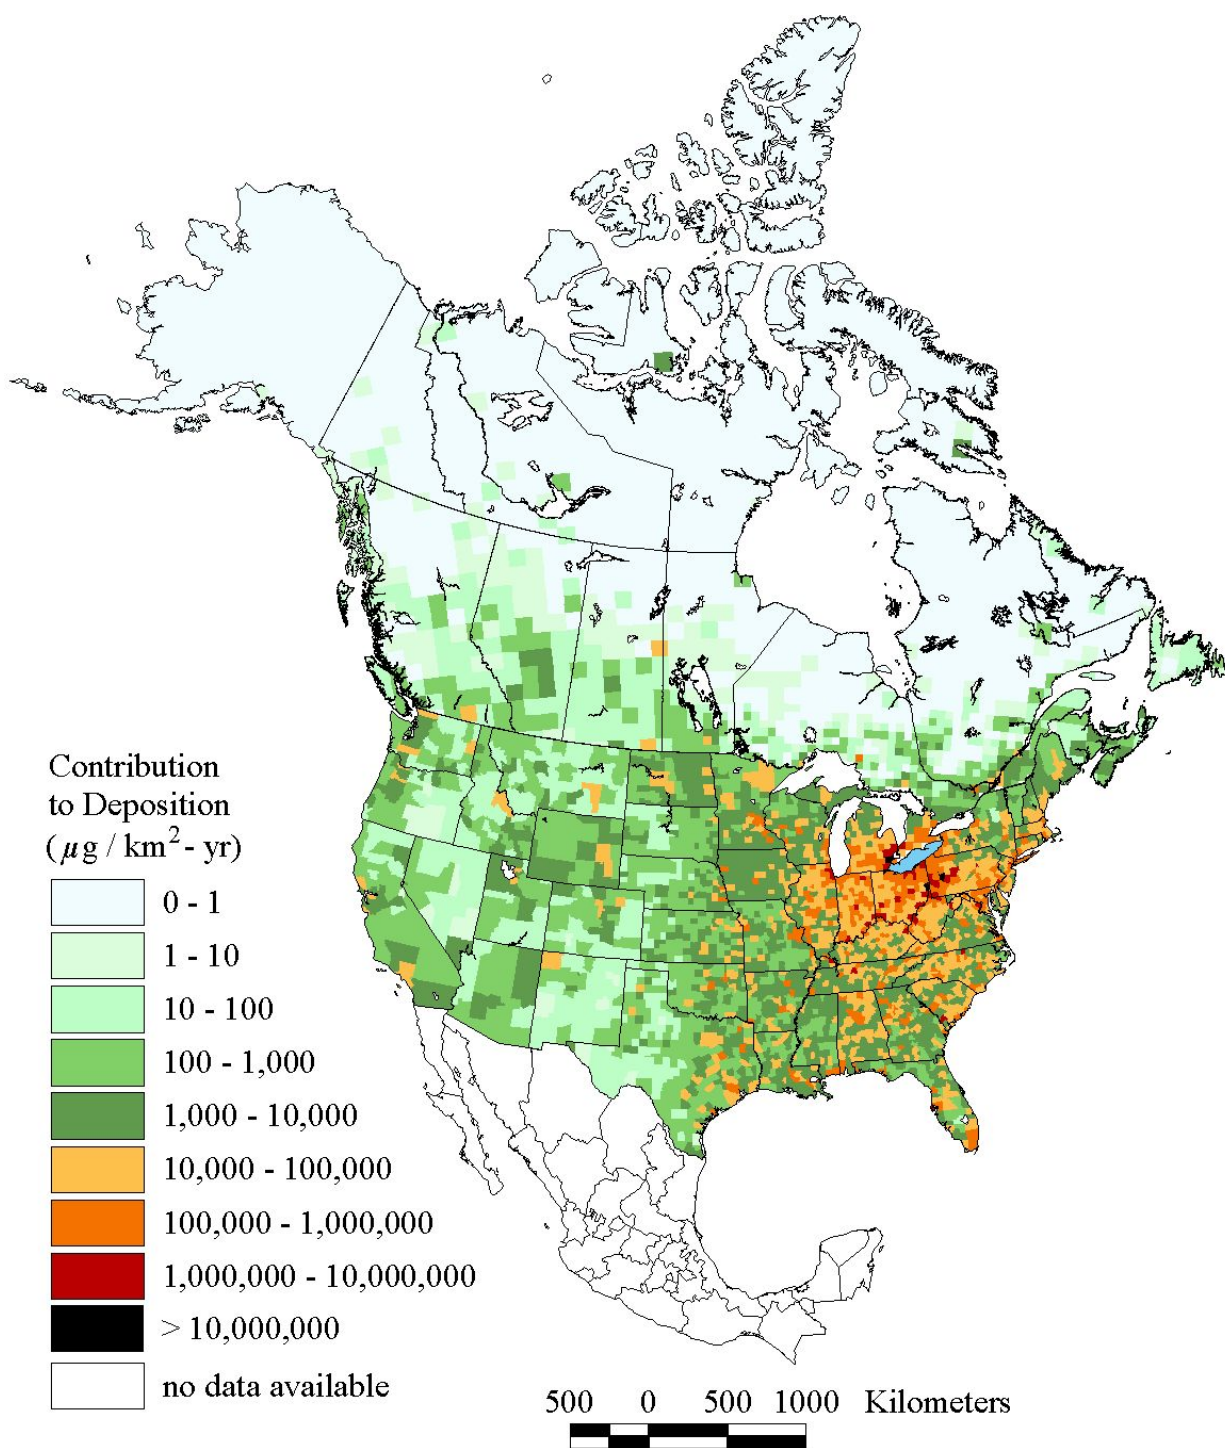 Contribution
to Deposition
(μg / km² - yr)
0 - 1
1 - 10
10 - 100
100 - 1,000
1,000 - 10,000
10,000 - 100,000
100,000 - 1,000,000
1,000,000 - 10,000,000
> 10,000,000
no data available
500 0 500 1000 Kilometers